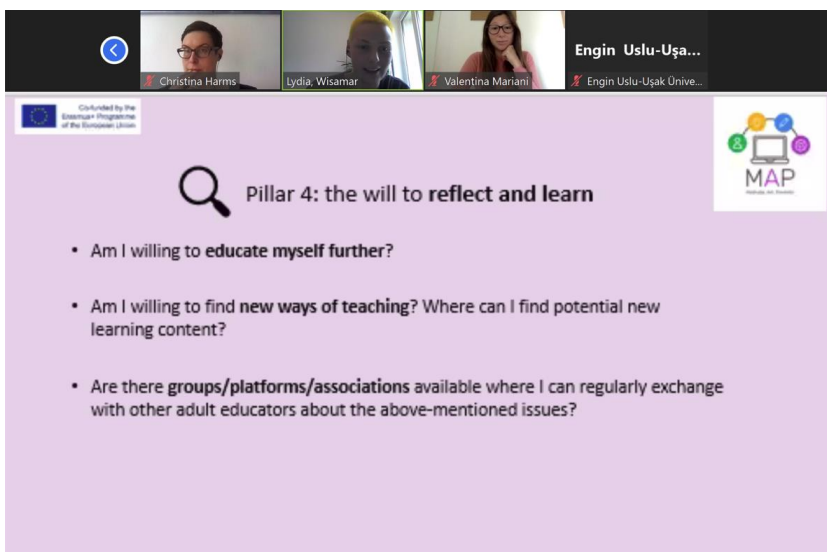 Engin Uslu-Uşa...
Christina Harms
Lydia, Wisamar
Valentina Mariani
Engin Uslu-Uşak Ünive...
Co-funded by the
Erasmus+ Programme
of the European Union
MAP
Pillar 4: the will to reflect and learn
• Am I willing to educate myself further?
• Am I willing to find new ways of teaching? Where can I find potential new
learning content?
• Are there groups/platforms/associations available where I can regularly exchange
with other adult educators about the above-mentioned issues?